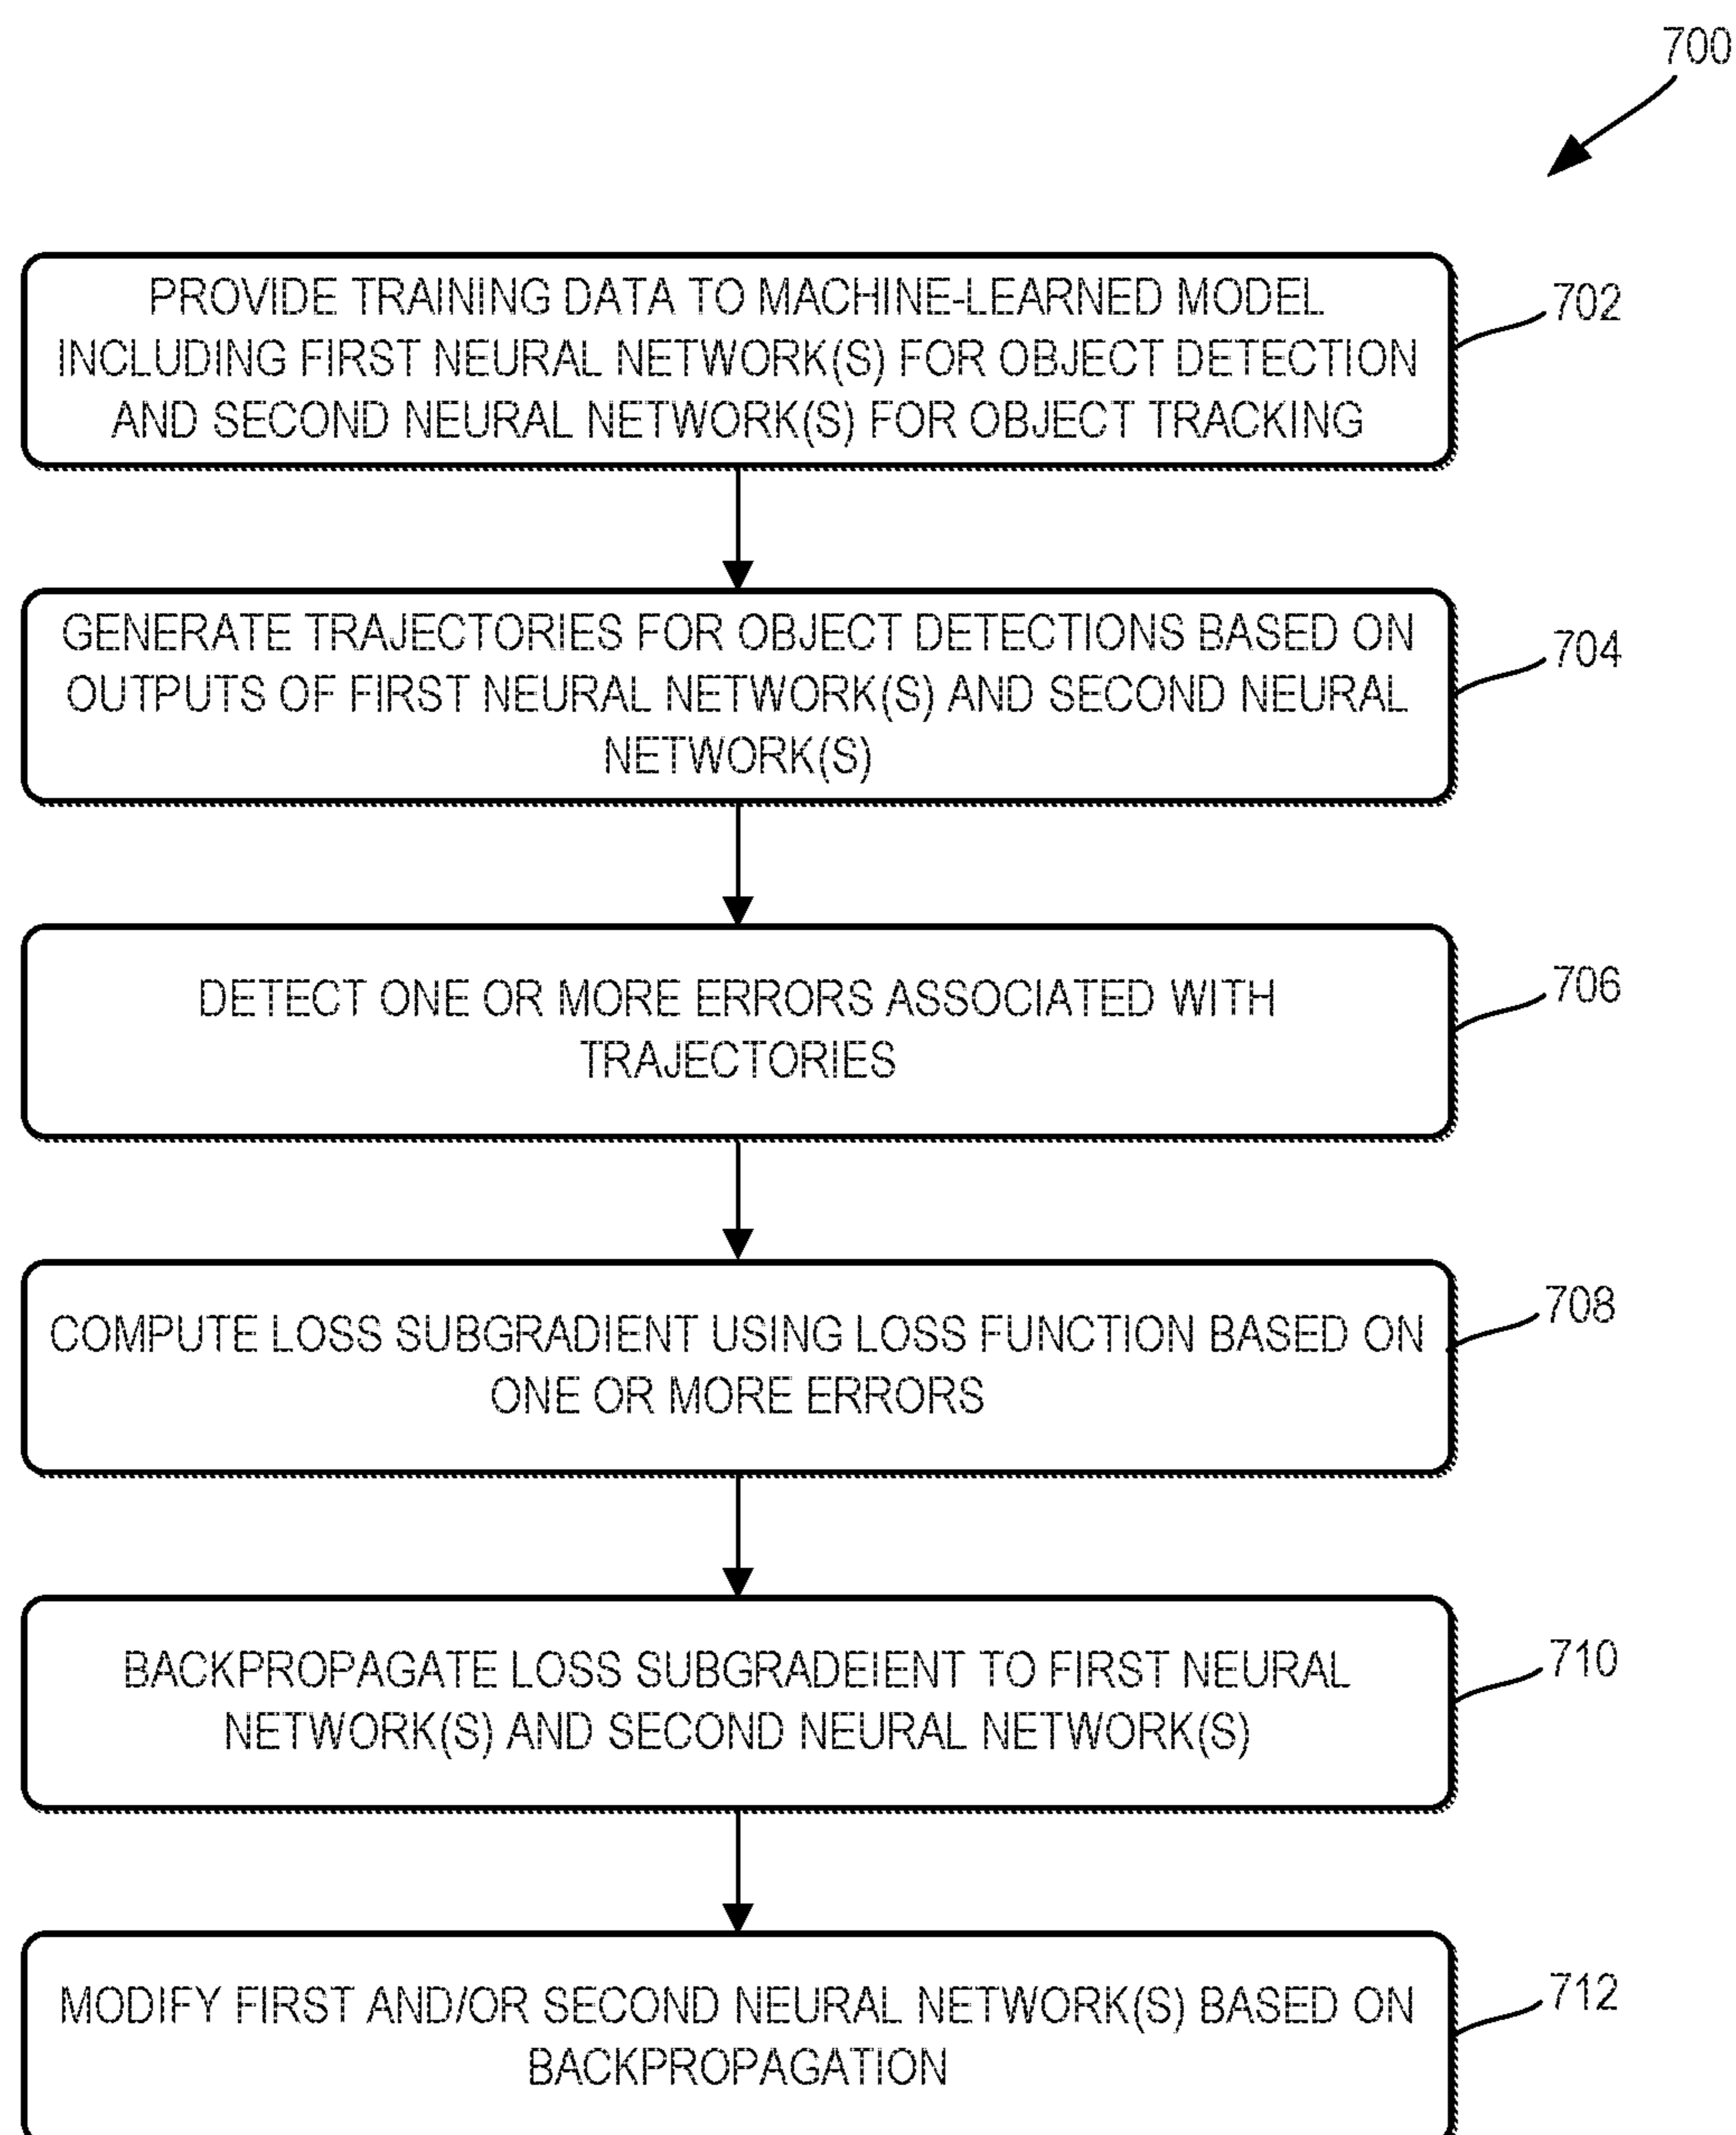 700
PROVIDE TRAINING DATA TO MACHINE-LEARNED MODEL
INCLUDING FIRST NEURAL NETWORK(S) FOR OBJECT DETECTION
AND SECOND NEURAL NETWORK(S) FOR OBJECT TRACKING
702
GENERATE TRAJECTORIES FOR OBJECT DETECTIONS BASED ON
OUTPUTS OF FIRST NEURAL NETWORK(S) AND SECOND NEURAL
NETWORK(S)
704
DETECT ONE OR MORE ERRORS ASSOCIATED WITH
TRAJECTORIES
706
COMPUTE LOSS SUBGRADIENT USING LOSS FUNCTION BASED ON
ONE OR MORE ERRORS
708
BACKPROPAGATE LOSS SUBGRADEIENT TO FIRST NEURAL
NETWORK(S) AND SECOND NEURAL NETWORK(S)
710
MODIFY FIRST AND/OR SECOND NEURAL NETWORK(S) BASED ON
BACKPROPAGATION
712